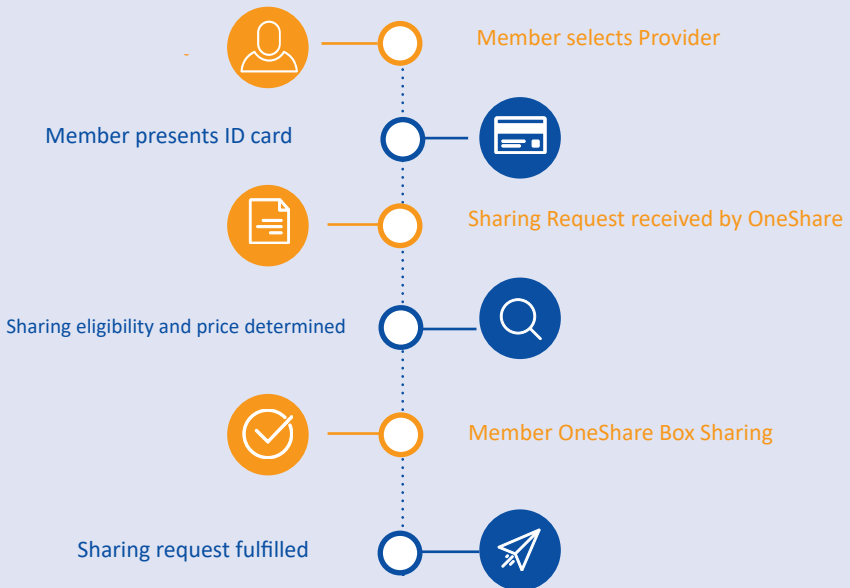 Member selects Provider
Member presents ID card
Sharing Request received by OneShare
Sharing eligibility and price determined
Member OneShare Box Sharing
Sharing request fulfilled